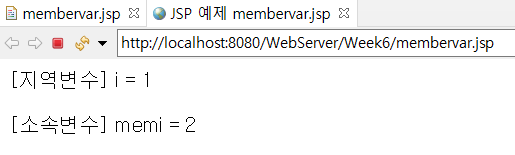 membervar.jsp JSP 예제 membervar.jsp
http://localhost:8080/WebServer/Week6/membervar.jsp
[지역변수] i = 1
[소속변수] memi = 2